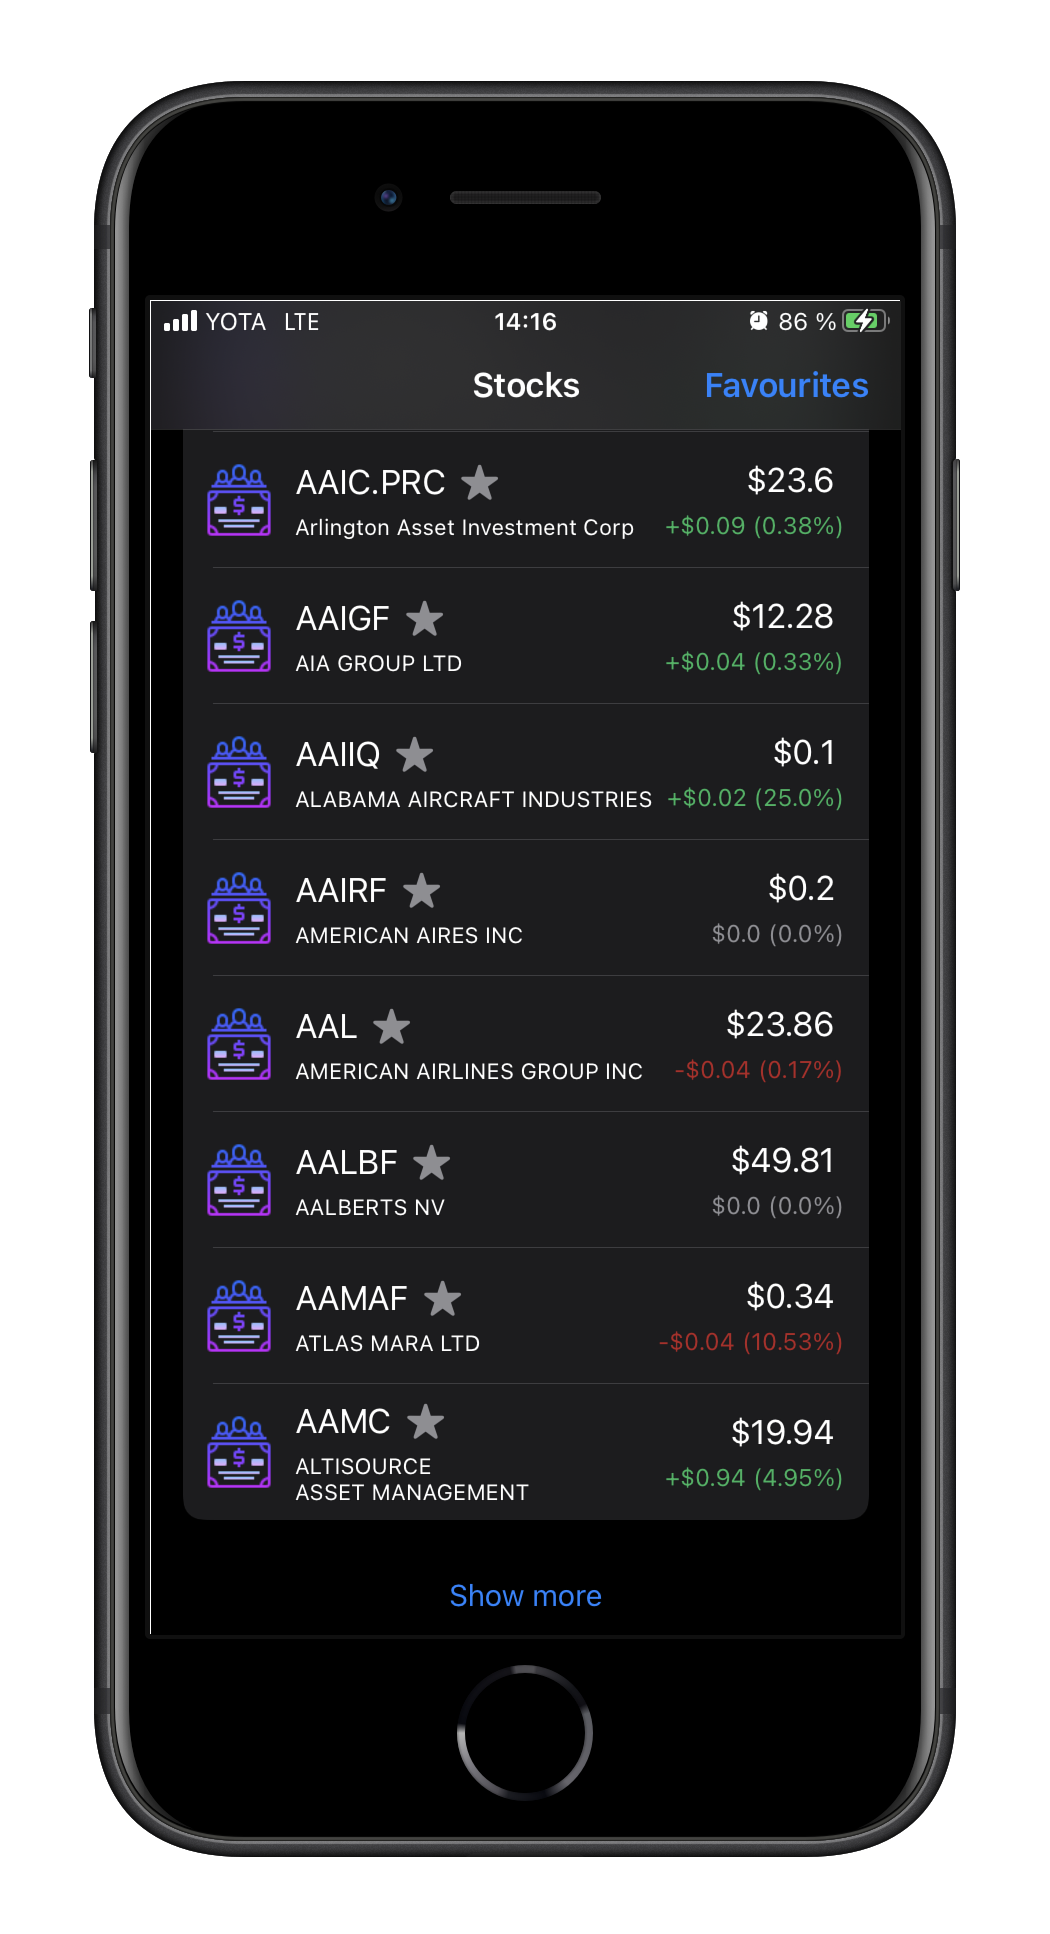 YOTA LTE 14:16 86 %
Stocks Favourites
AAIC.PRC $23.6
Arlington Asset Investment Corp +$0.09 (0.38%)
AAIGF $12.28
AIA GROUP LTD +$0.04 (0.33%)
AAIIQ $0.1
ALABAMA AIRCRAFT INDUSTRIES +$0.02 (25.0%)
AAIRF $0.2
AMERICAN AIRES INC $0.0 (0.0%)
AAL $23.86
AMERICAN AIRLINES GROUP INC -$0.04 (0.17%)
AALBF $49.81
AALBERTS NV $0.0 (0.0%)
AAMAF $0.34
ATLAS MARA LTD -$0.04 (10.53%)
AAMC $19.94
ALTISOURCE
ASSET MANAGEMENT +$0.94 (4.95%)
Show more